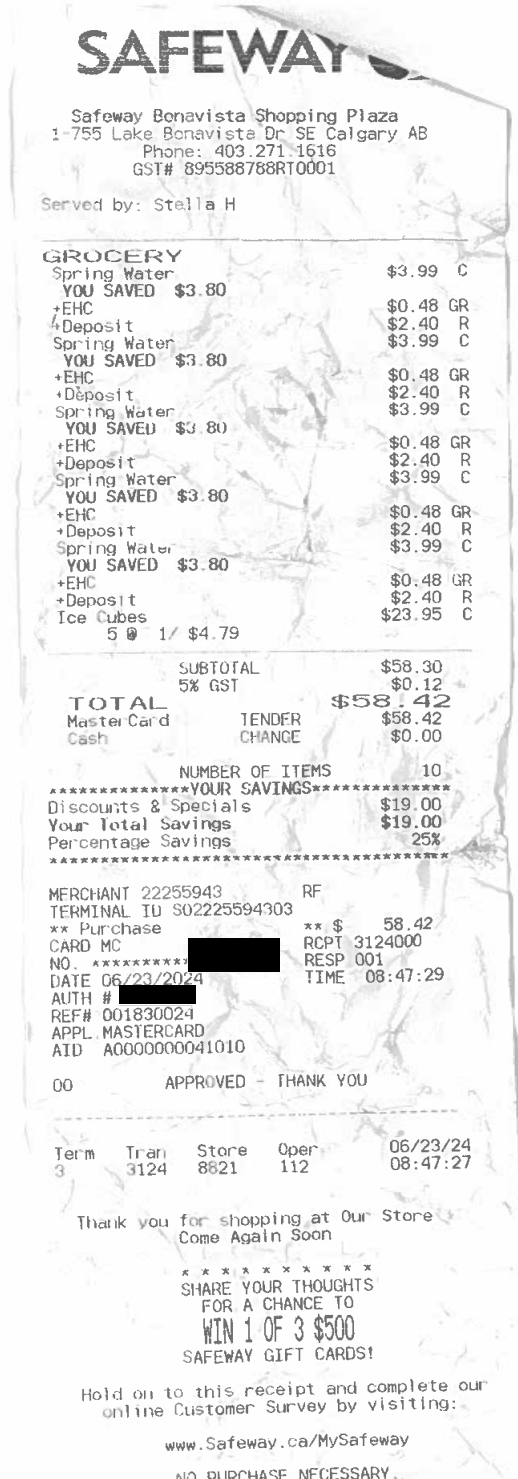 SAFEWAY
Safeway Bonavista Shopping Plaza
1-755 Lake Bonavista Dr SE Calgary AB
Phone: 403.271.1616
GST# 895588788RT0001
Served by: Stella H
GROCERY
Spring Water $3.99 C
YOU SAVED $3.80
+EHC $0.48 GR
+Deposit $2.40 R
Spring Water $3.99 C
YOU SAVED $3.80
+EHC $0.48 GR
+Deposit $2.40 R
Spring Water $3.99 C
YOU SAVED $3.80
+EHC $0.48 GR
+Deposit $2.40 R
Spring Water $3.99 C
YOU SAVED $3.80
+EHC $0.48 GR
+Deposit $2.40 R
Spring Water $3.99 C
YOU SAVED $3.80
+EHC $0.48 GR
+Deposit $2.40 R
Ice Cubes $23.95 C
5 @ 1/ $4.79
SUBTOTAL $58.30
5% GST $0.12
TOTAL $58.42
MasterCard TENDER $58.42
Cash CHANGE $0.00
NUMBER OF ITEMS 10
***************YOUR SAVINGS***************
Discounts & Specials $19.00
Your Total Savings $19.00
Percentage Savings 25%
******************************************
MERCHANT 22255943 RF
TERMINAL ID S02225594303
** Purchase ** $ 58.42
CARD MC RCPT 3124000
NO. ********** RESP 001
DATE 06/23/2024 TIME 08:47:29
AUTH #
REF# 001830024
APPL MASTERCARD
AID A0000000041010
00 APPROVED - THANK YOU
Term Tran Store Oper 06/23/24
3 3124 8821 112 08:47:27
Thank you for shopping at Our Store
Come Again Soon
* * * * * * * * * *
SHARE YOUR THOUGHTS
FOR A CHANCE TO
WIN 1 OF 3 $500
SAFEWAY GIFT CARDS!
Hold on to this receipt and complete our
online Customer Survey by visiting:
www.Safeway.ca/MySafeway
NO PURCHASE NECESSARY.